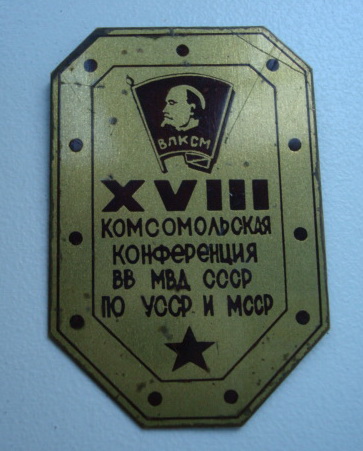 ВЛКСМ
XVIII
КОМСОМОЛЬСКАЯ
КОНФЕРЕНЦИЯ
ВВ МВД СССР
ПО УССР И МССР